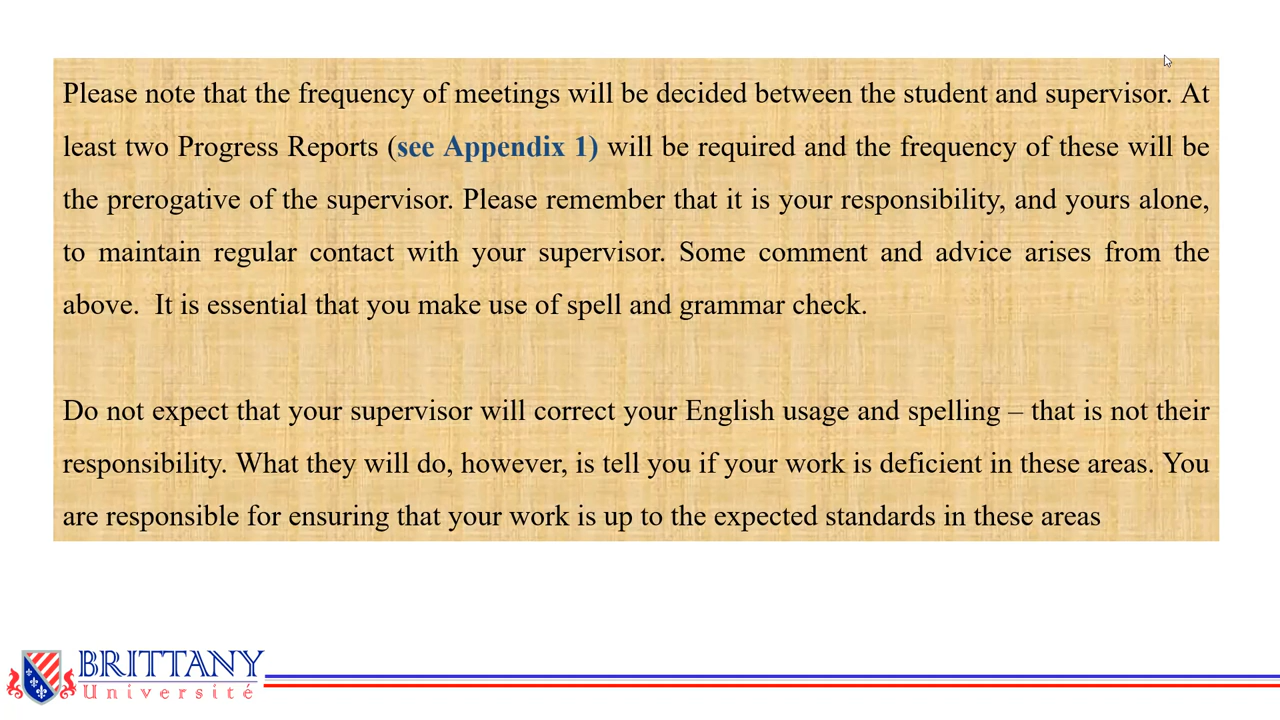 Please note that the frequency of meetings will be decided between the student and supervisor. At
least two Progress Reports (see Appendix 1) will be required and the frequency of these will be
the prerogative of the supervisor. Please remember that it is your responsibility, and yours alone,
to maintain regular contact with your supervisor. Some comment and advice arises from the
above.  It is essential that you make use of spell and grammar check.
Do not expect that your supervisor will correct your English usage and spelling – that is not their
responsibility. What they will do, however, is tell you if your work is deficient in these areas. You
are responsible for ensuring that your work is up to the expected standards in these areas
BRITTANY
Université